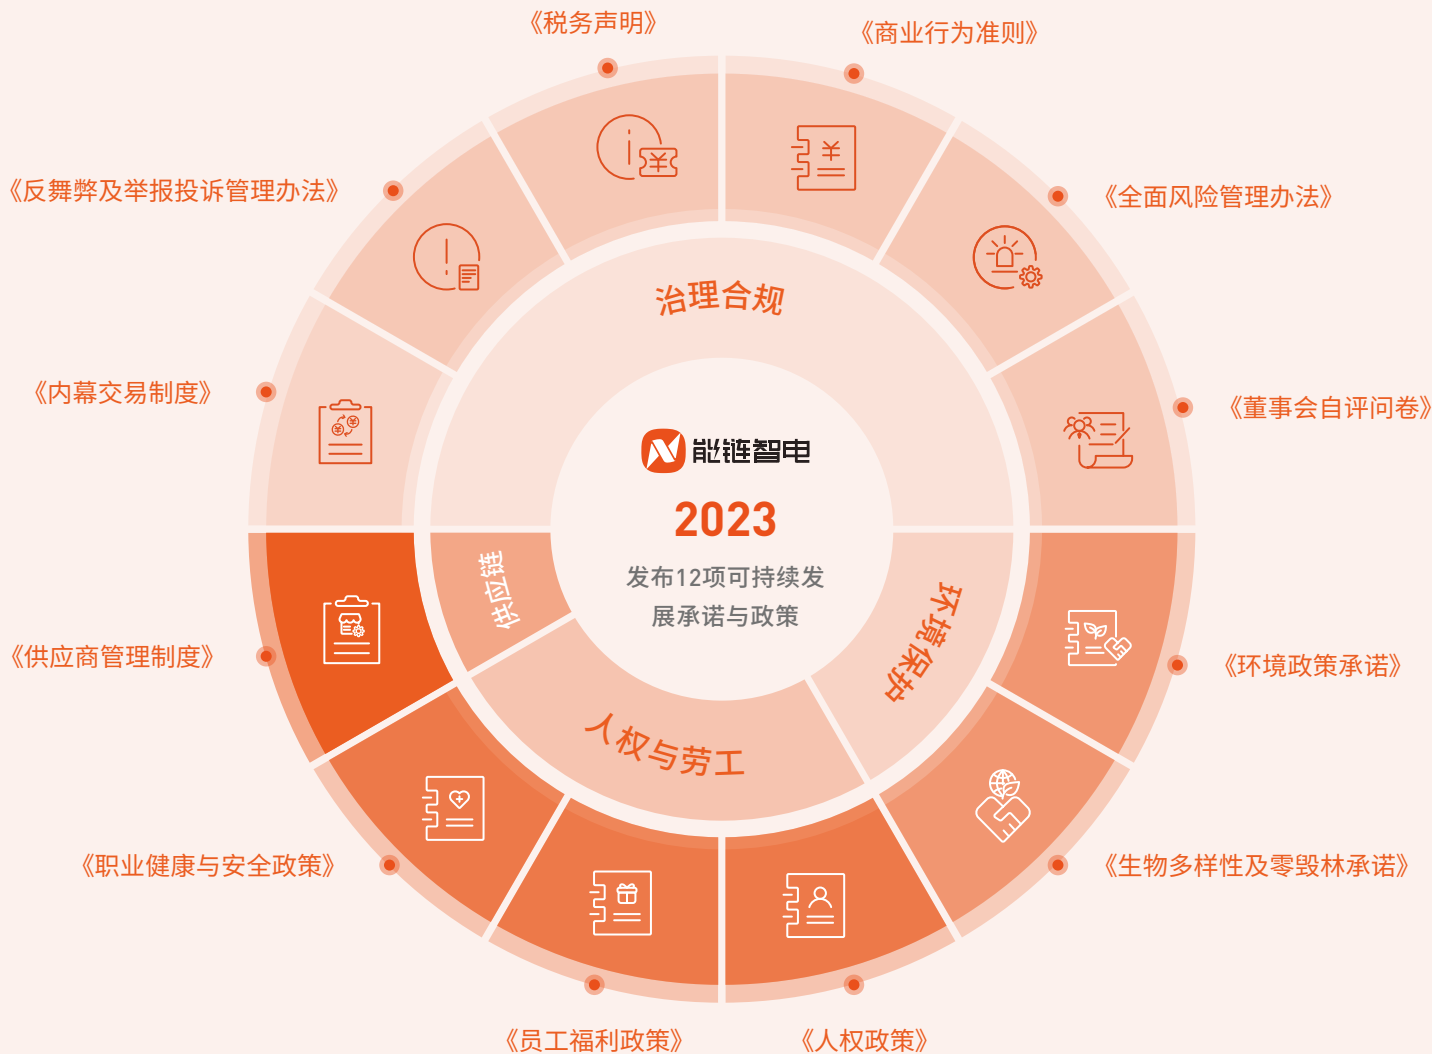 《税务声明》
《商业行为准则》
《反舞弊及举报投诉管理办法》
《全面风险管理办法》
治理合规
《内幕交易制度》
《董事会自评问卷》
能链智电
2023
发布12项可持续发
展承诺与政策
供应链
环境保护
《供应商管理制度》
《环境政策承诺》
人权与劳工
《职业健康与安全政策》
《生物多样性及零毁林承诺》
《员工福利政策》
《人权政策》